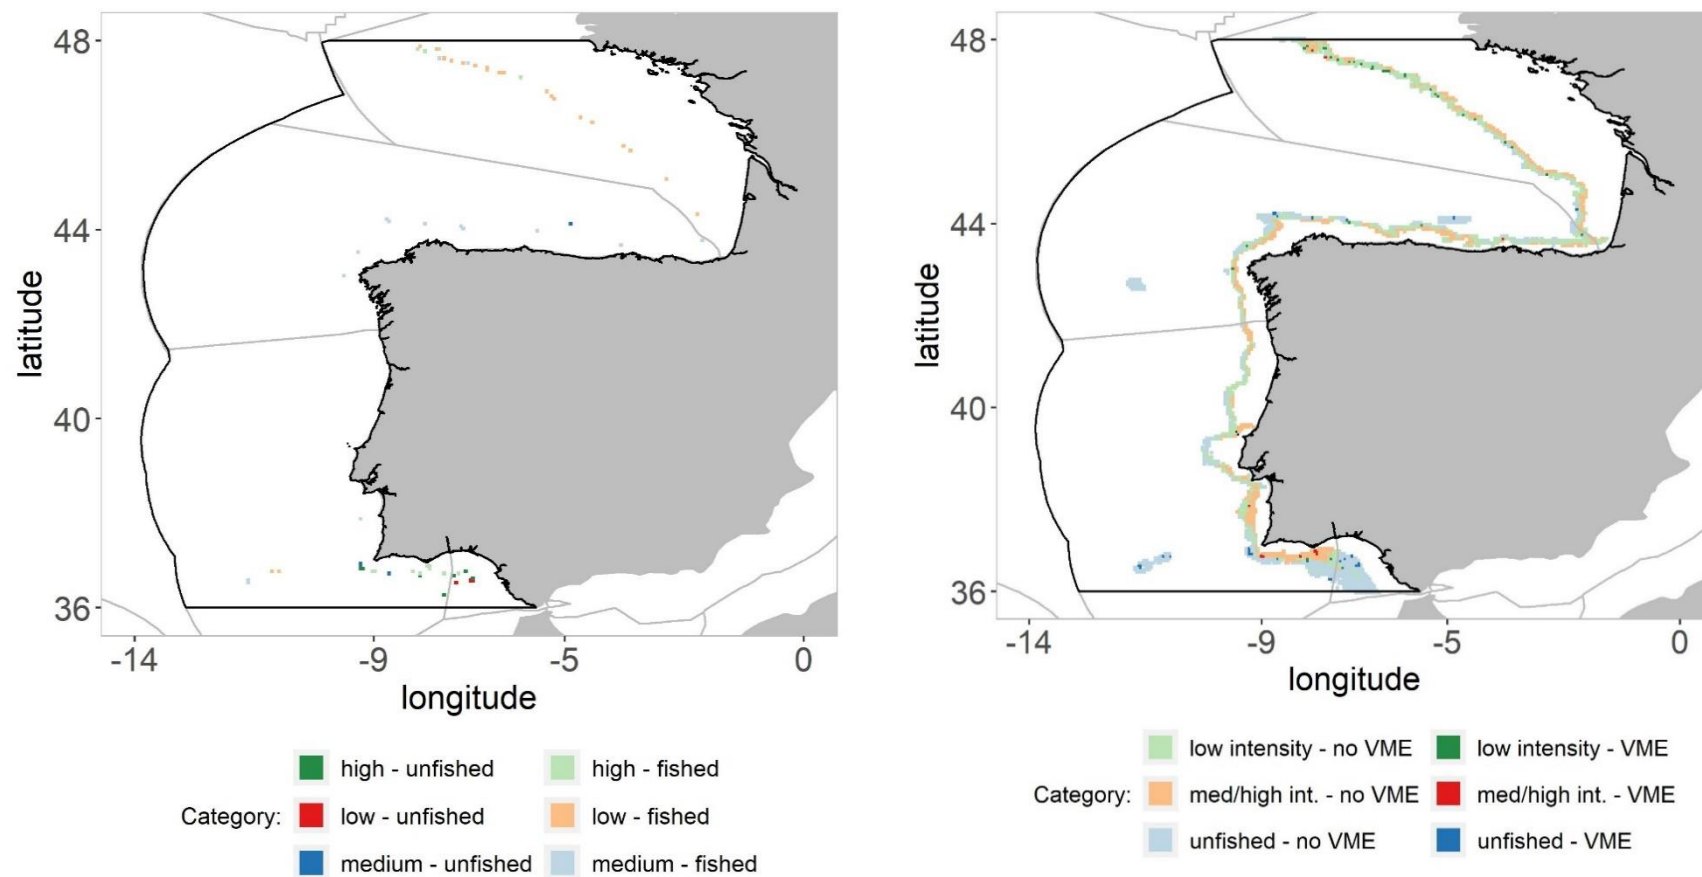 48
44
40
36
latitude
-14 -9 -5 0
longitude
high - unfished high - fished
Category: low - unfished low - fished
medium - unfished medium - fished
48
44
40
36
latitude
-14 -9 -5 0
longitude
low intensity - no VME low intensity - VME
Category: med/high int. - no VME med/high int. - VME
unfished - no VME unfished - VME